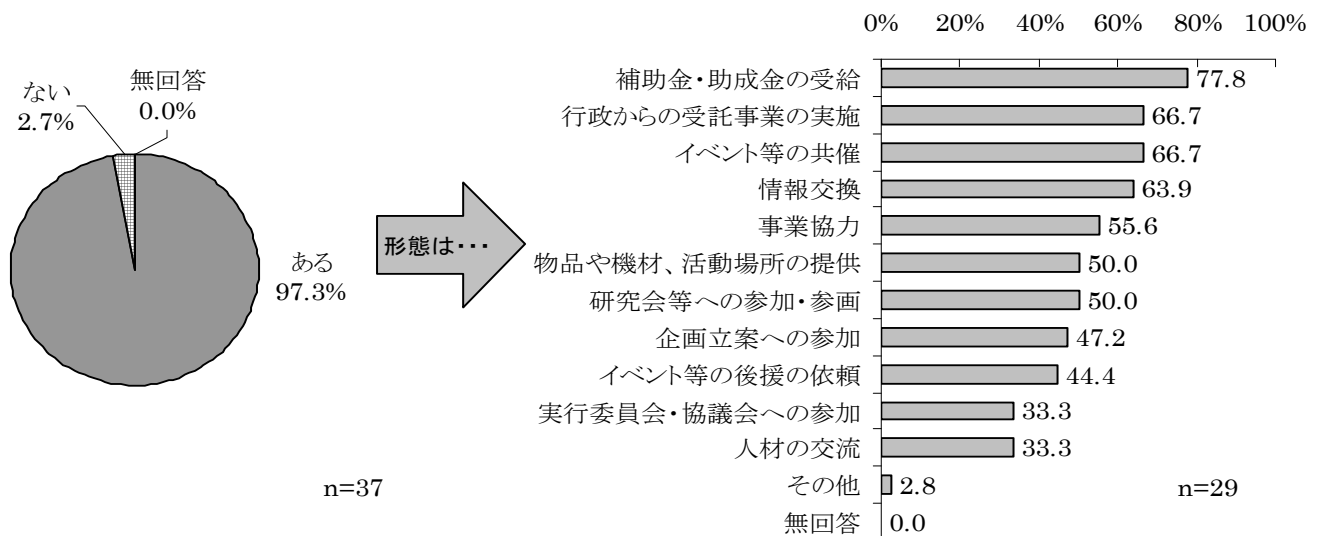 無回答
0.0%
ない
2.7%
ある
97.3%
n=37
形態は・・・
0% 20% 40% 60% 80% 100%
補助金・助成金の受給 77.8
行政からの受託事業の実施 66.7
イベント等の共催 66.7
情報交換 63.9
事業協力 55.6
物品や機材、活動場所の提供 50.0
研究会等への参加・参画 50.0
企画立案への参加 47.2
イベント等の後援の依頼 44.4
実行委員会・協議会への参加 33.3
人材の交流 33.3
その他 2.8
無回答 0.0
n=29